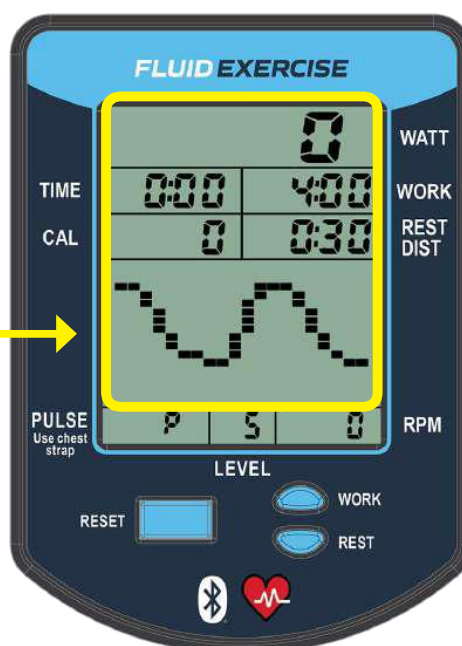 FLUID EXERCISE
0 WATT
TIME 0:00 4:00 WORK
CAL 0 0:30 REST
DIST
PULSE P 5 0 RPM
Use chest
strap
LEVEL
RESET
WORK
REST